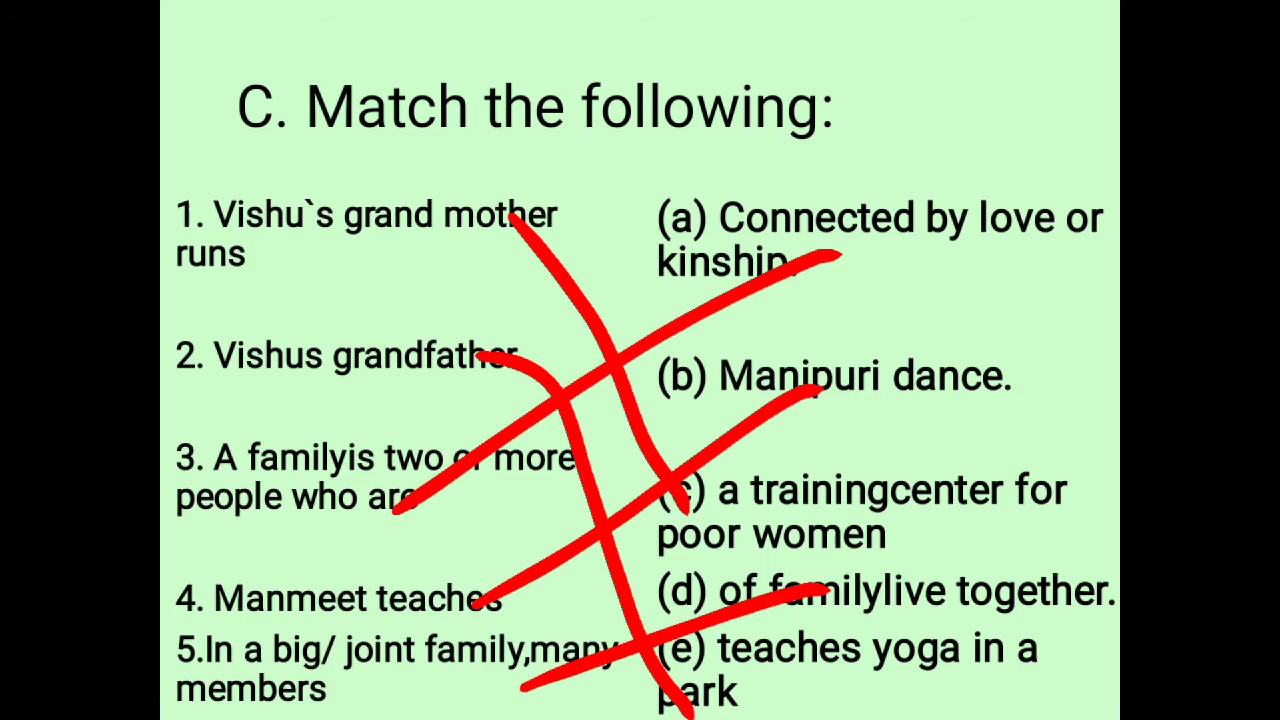 C. Match the following:
1. Vishu`s grand mother
runs
2. Vishus grandfather
3. A familyis two or more
people who are
4. Manmeet teaches
5.In a big/ joint family,many
members
(a) Connected by love or
kinship.
(b) Manipuri dance.
(c) a trainingcenter for
poor women
(d) of familylive together.
(e) teaches yoga in a
park